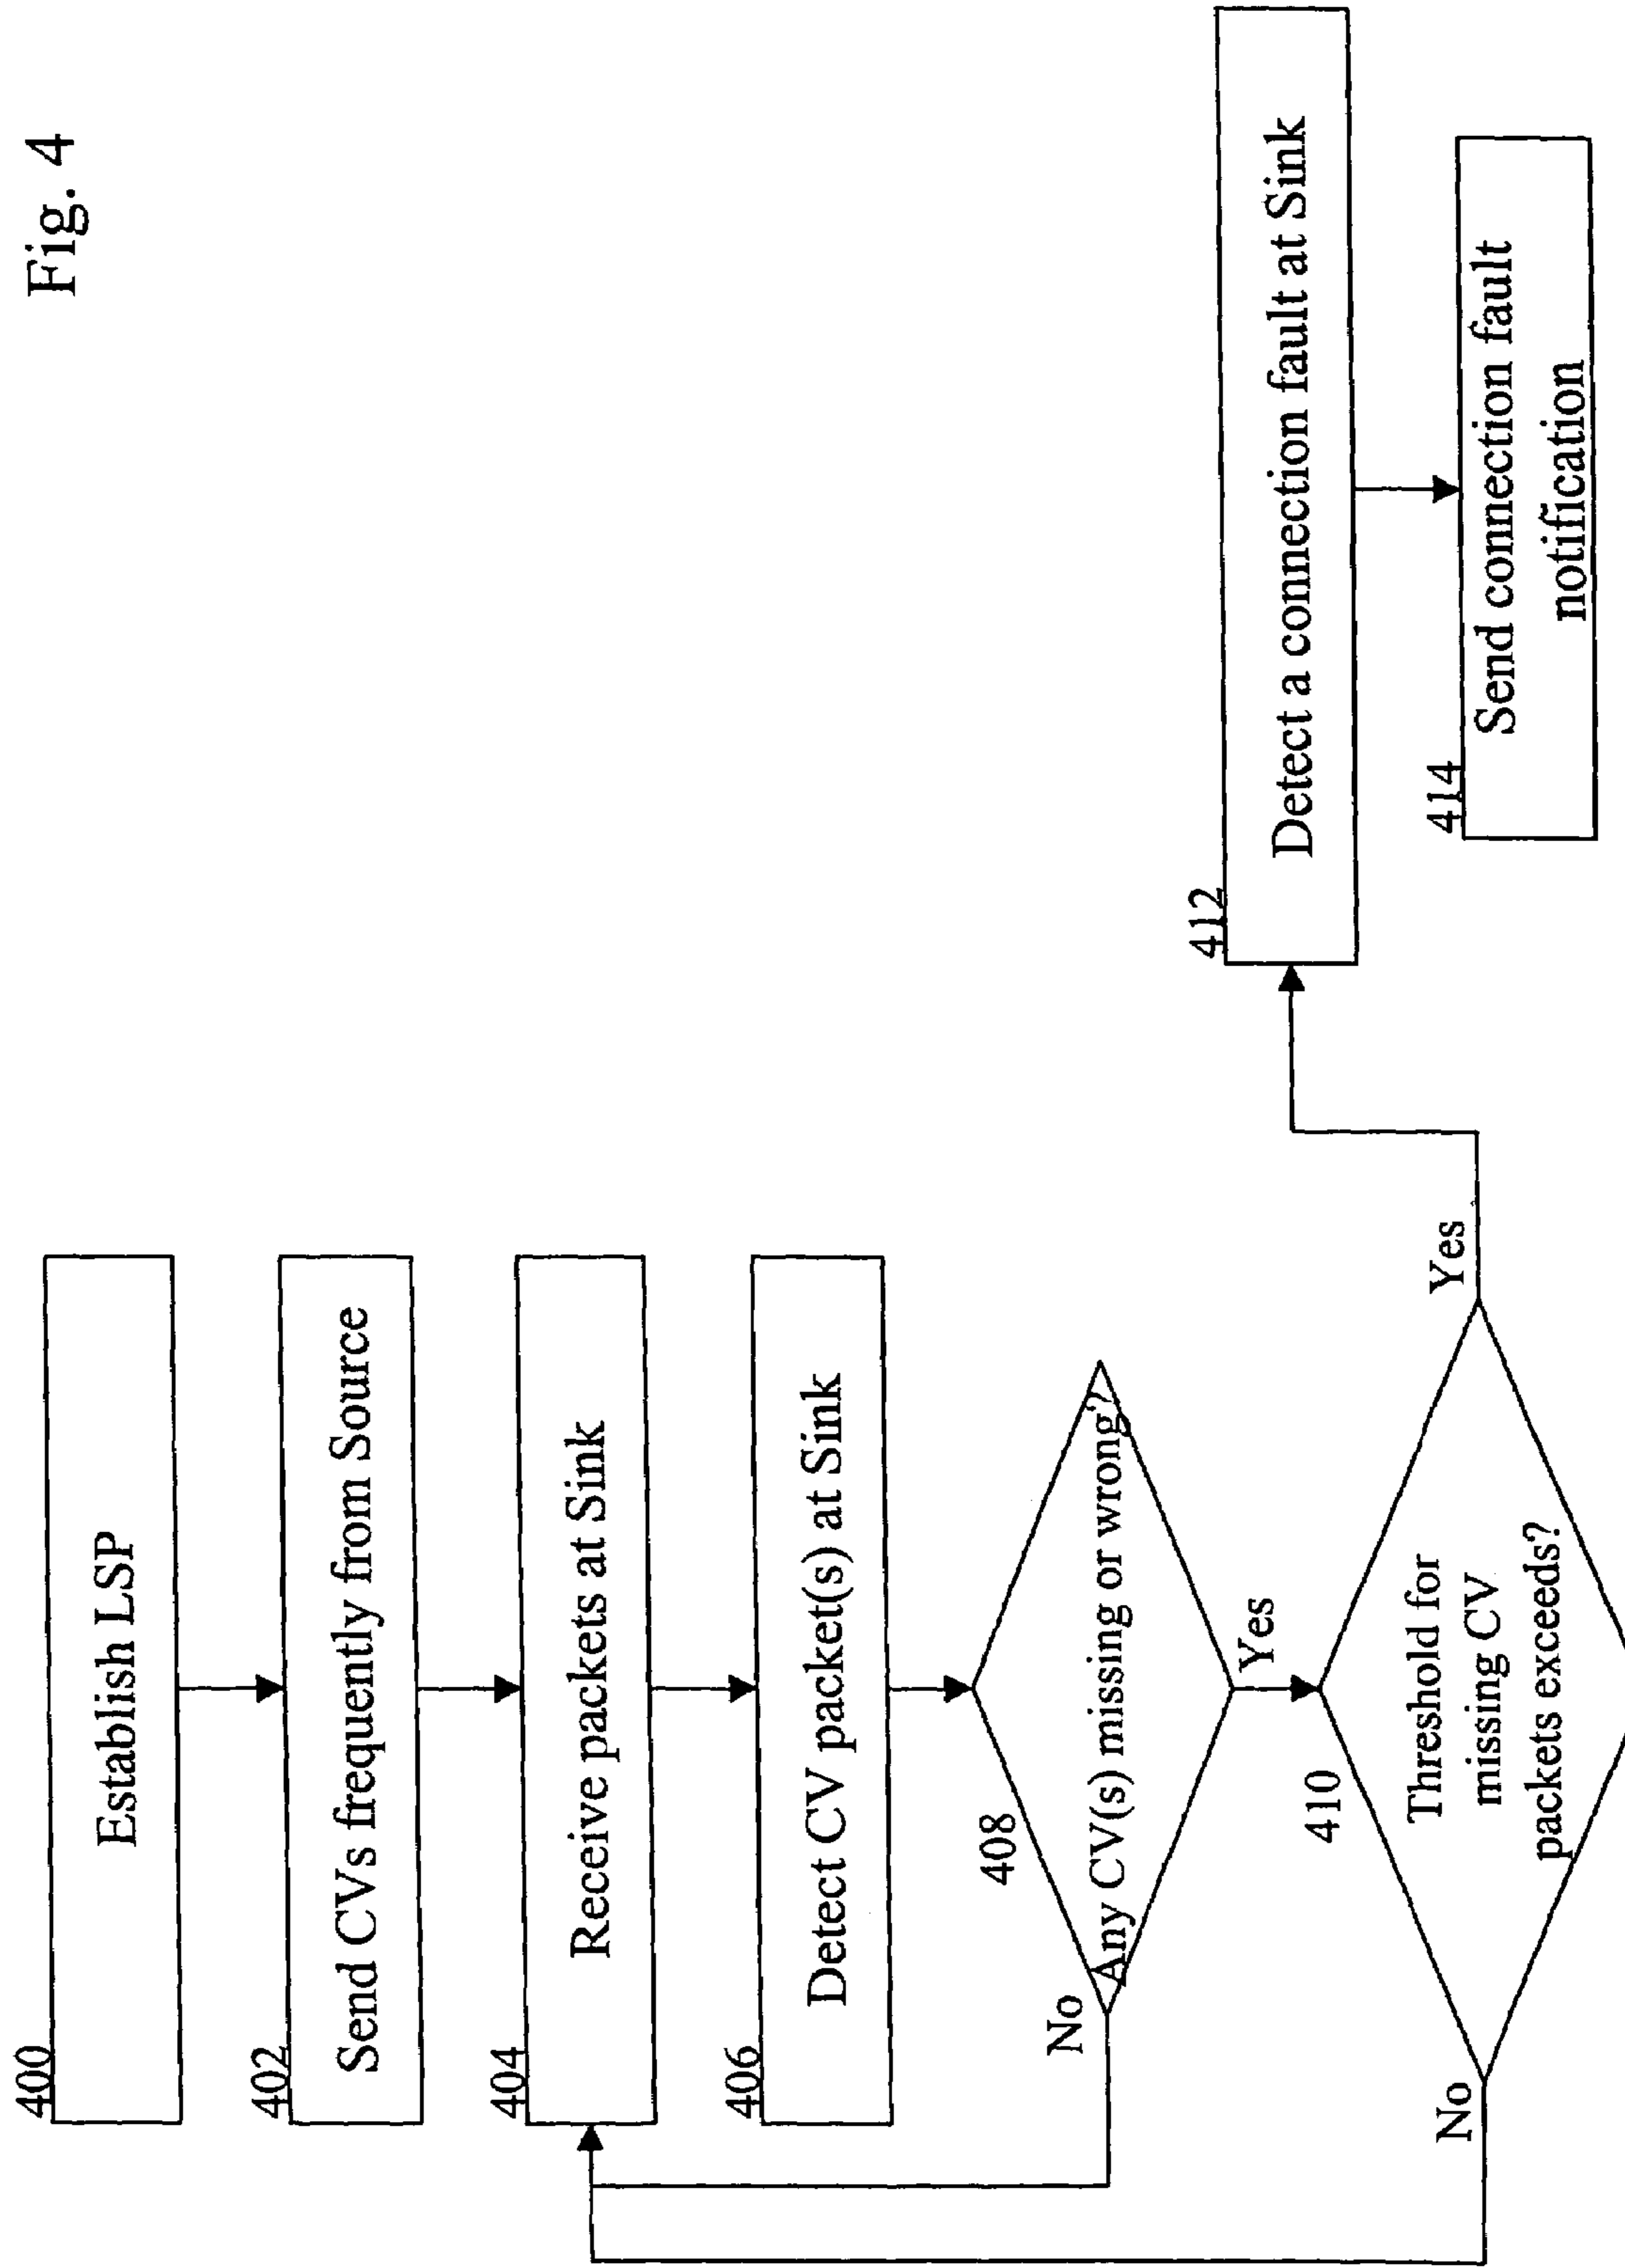 Fig. 4
400
Establish LSP
402
Send CVs frequently from Source
404
Receive packets at Sink
406
Detect CV packet(s) at Sink
408
Any CV(s) missing or wrong?
No
Yes
410
Threshold for
missing CV
packets exceeds?
No
Yes
412
Detect a connection fault at Sink
414
Send connection fault
notification